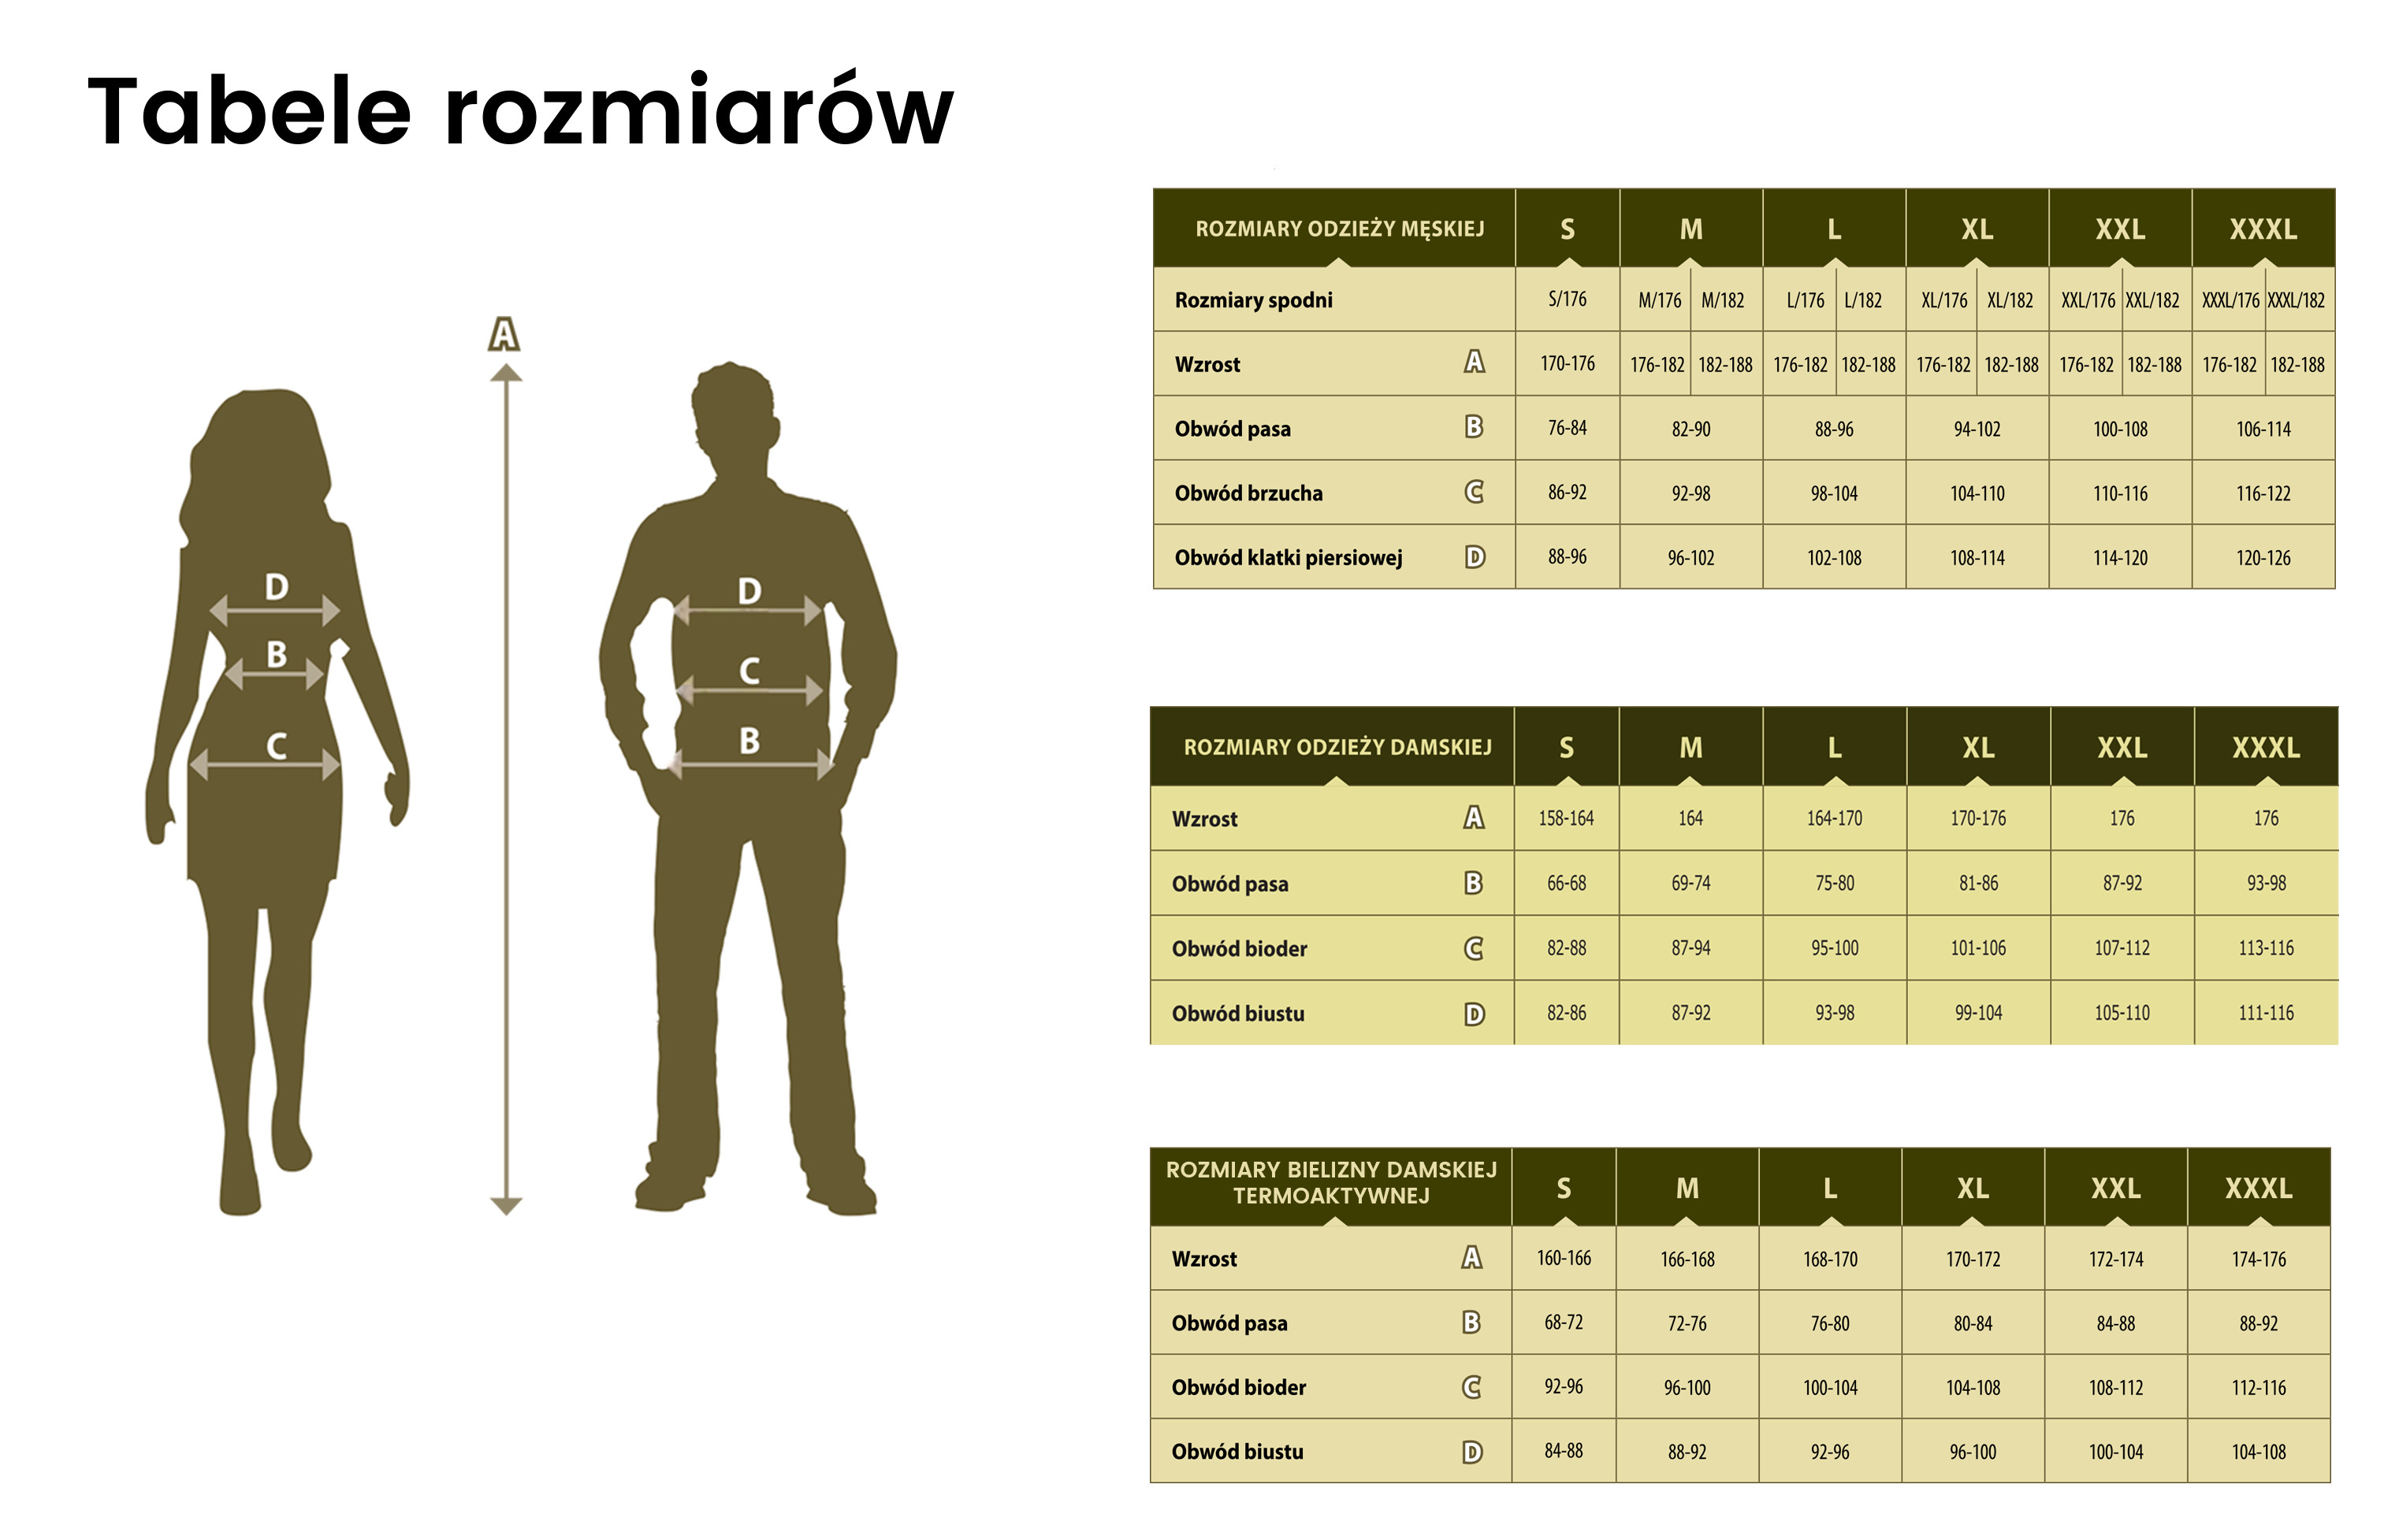 Tabele rozmiarów
A
D
B
C
D
C
B
ROZMIARY ODZIEŻY MĘSKIEJ S M L XL XXL XXXL
Rozmiary spodni S/176 M/176 M/182 L/176 L/182 XL/176 XL/182 XXL/176 XXL/182 XXXL/176 XXXL/182
Wzrost A 170-176 176-182 182-188 176-182 182-188 176-182 182-188 176-182 182-188 176-182 182-188
Obwód pasa B 76-84 82-90 88-96 94-102 100-108 106-114
Obwód brzucha C 86-92 92-98 98-104 104-110 110-116 116-122
Obwód klatki piersiowej D 88-96 96-102 102-108 108-114 114-120 120-126
ROZMIARY ODZIEŻY DAMSKIEJ S M L XL XXL XXXL
Wzrost A 158-164 164 164-170 170-176 176 176
Obwód pasa B 66-68 69-74 75-80 81-86 87-92 93-98
Obwód bioder C 82-88 87-94 95-100 101-106 107-112 113-116
Obwód biustu D 82-86 87-92 93-98 99-104 105-110 111-116
ROZMIARY BIELIZNY DAMSKIEJ
TERMOAKTYWNEJ S M L XL XXL XXXL
Wzrost A 160-166 166-168 168-170 170-172 172-174 174-176
Obwód pasa B 68-72 72-76 76-80 80-84 84-88 88-92
Obwód bioder C 92-96 96-100 100-104 104-108 108-112 112-116
Obwód biustu D 84-88 88-92 92-96 96-100 100-104 104-108